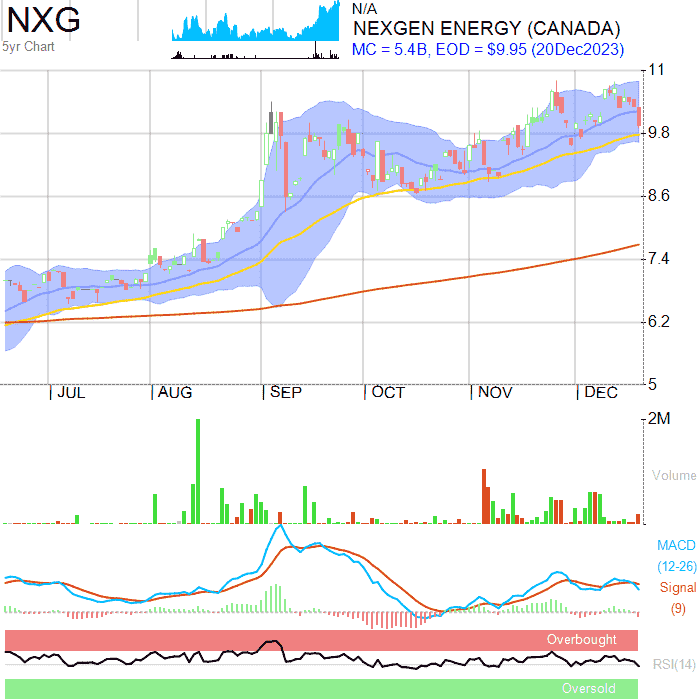 NXG
5yr Chart
N/A
NEXGEN ENERGY (CANADA)
MC = 5.4B, EOD = $9.95 (20Dec2023)
11
9.8
8.6
7.4
6.2
5
JUL AUG SEP OCT NOV DEC
2M
Volume
MACD
(12-26)
Signal
(9)
Overbought
RSI(14)
Oversold